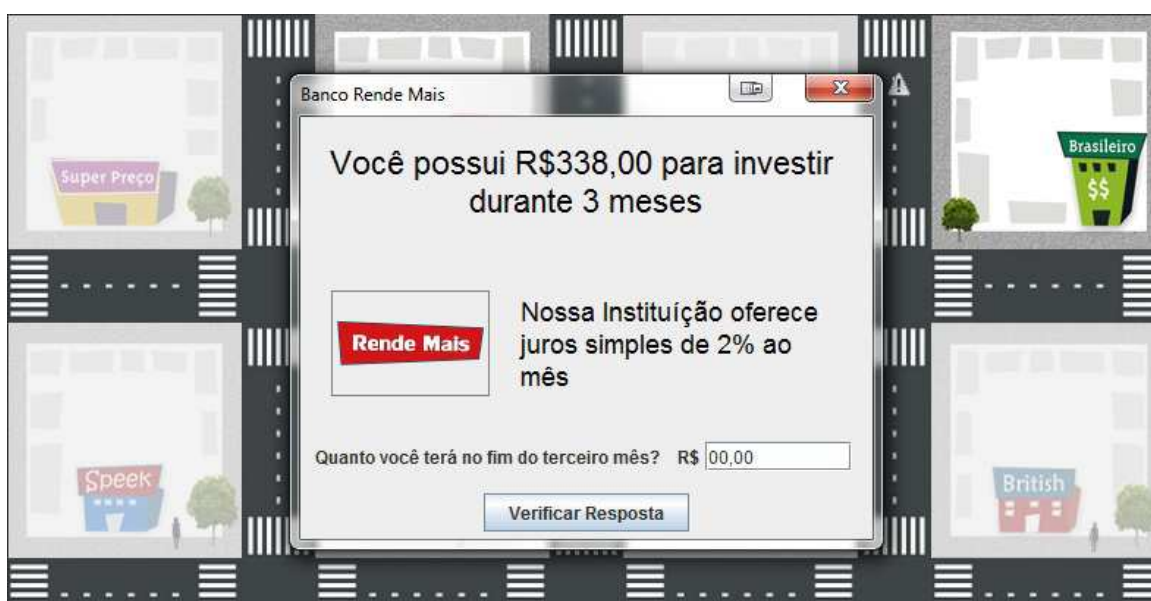 Banco Rende Mais
Você possui R$338,00 para investir
durante 3 meses
Super Preço
Brasileiro
$$
Rende Mais
Nossa Instituíção oferece
juros simples de 2% ao
mês
Quanto você terá no fim do terceiro mês? R$ 00,00
Speek
British
Verificar Resposta